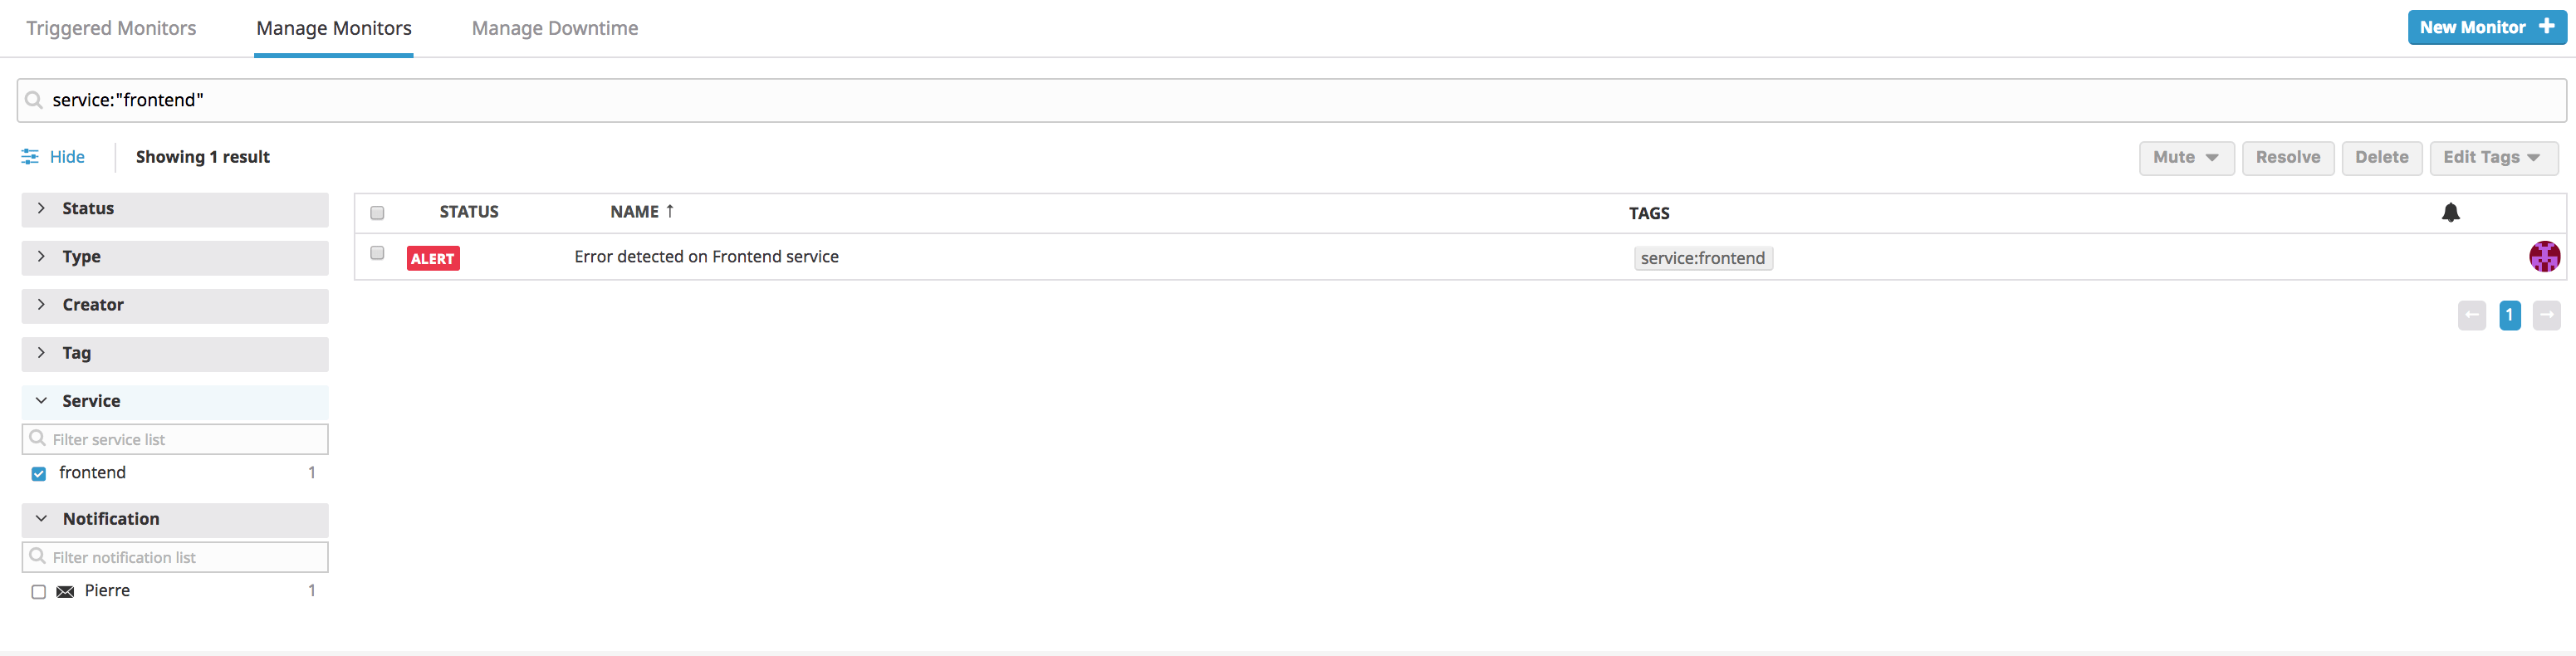 Triggered Monitors Manage Monitors Manage Downtime New Monitor +
service:"frontend"
Hide Showing 1 result Mute Resolve Delete Edit Tags
Status
STATUS NAME ↑ TAGS
Type
ALERT Error detected on Frontend service service:frontend
Creator
← 1 →
Tag
Service
Filter service list
frontend 1
Notification
Filter notification list
Pierre 1